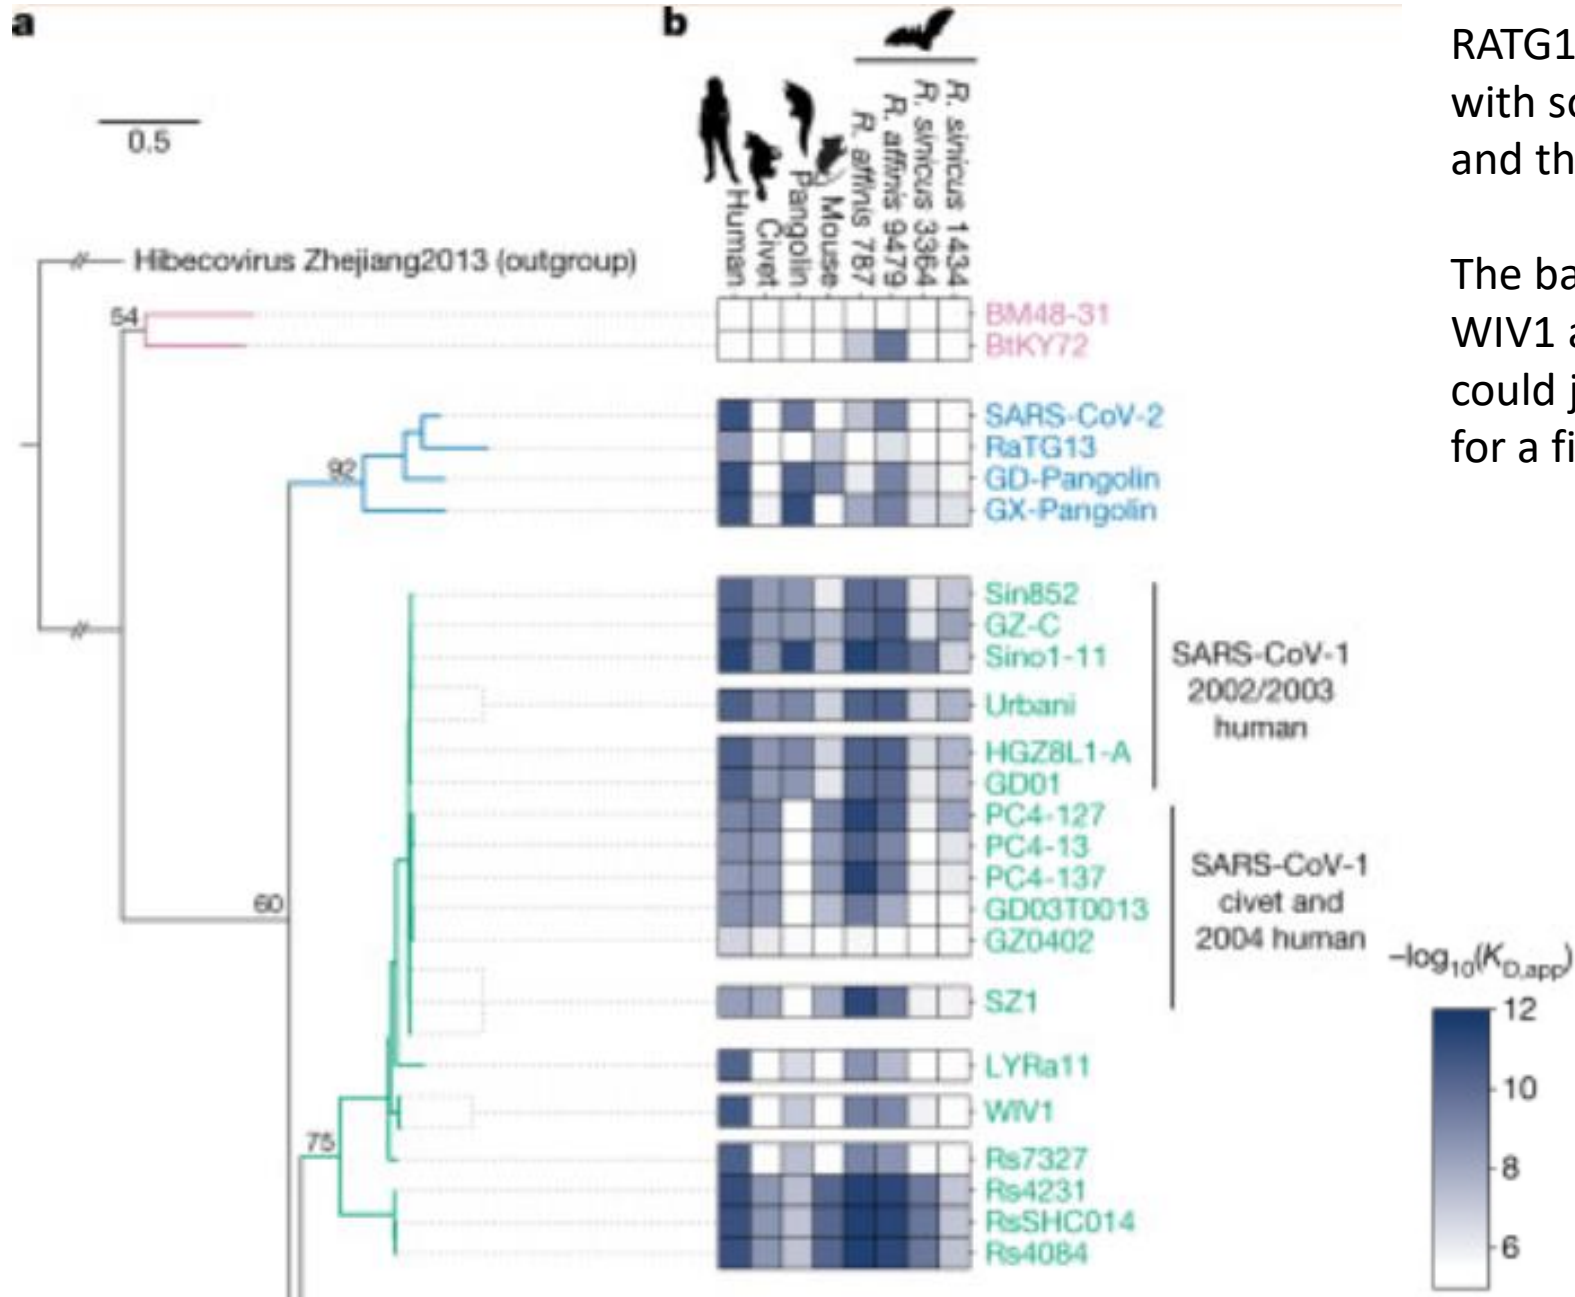 a
b
RATG1
with so
and th
The ba
WIV1 a
could j
for a fi
0.5
Human
Civet
Pangolin
Mouse
R. affinis 787
R. affinis 9479
R. sinicus 3364
R. sinicus 1434
Hibecovirus Zhejiang2013 (outgroup)
54
BM48-31
BtKY72
SARS-CoV-2
RaTG13
92
GD-Pangolin
GX-Pangolin
Sin852
GZ-C
Sino1-11
Urbani
HGZ8L1-A
GD01
SARS-CoV-1
2002/2003
human
PC4-127
PC4-13
PC4-137
GD03T0013
GZ0402
SZ1
SARS-CoV-1
civet and
2004 human
60
LYRa11
WIV1
75
Rs7327
Rs4231
RsSHC014
Rs4084
−log10(KD,app)
12
10
8
6